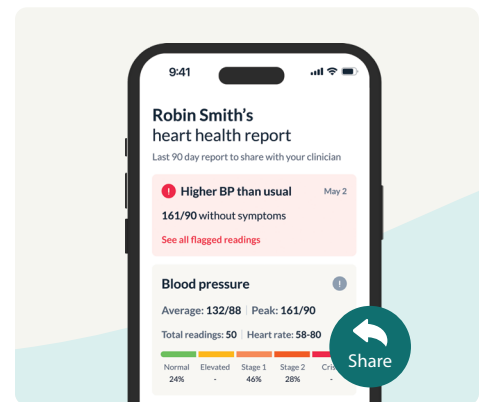 9:41
Robin Smith's
heart health report
Last 90 day report to share with your clinician
! Higher BP than usual May 2
161/90 without symptoms
See all flagged readings
Blood pressure !
Average: 132/88 | Peak: 161/90
Total readings: 50 | Heart rate: 58-80
Normal Elevated Stage 1 Stage 2
24% - 46% 28% -
Share